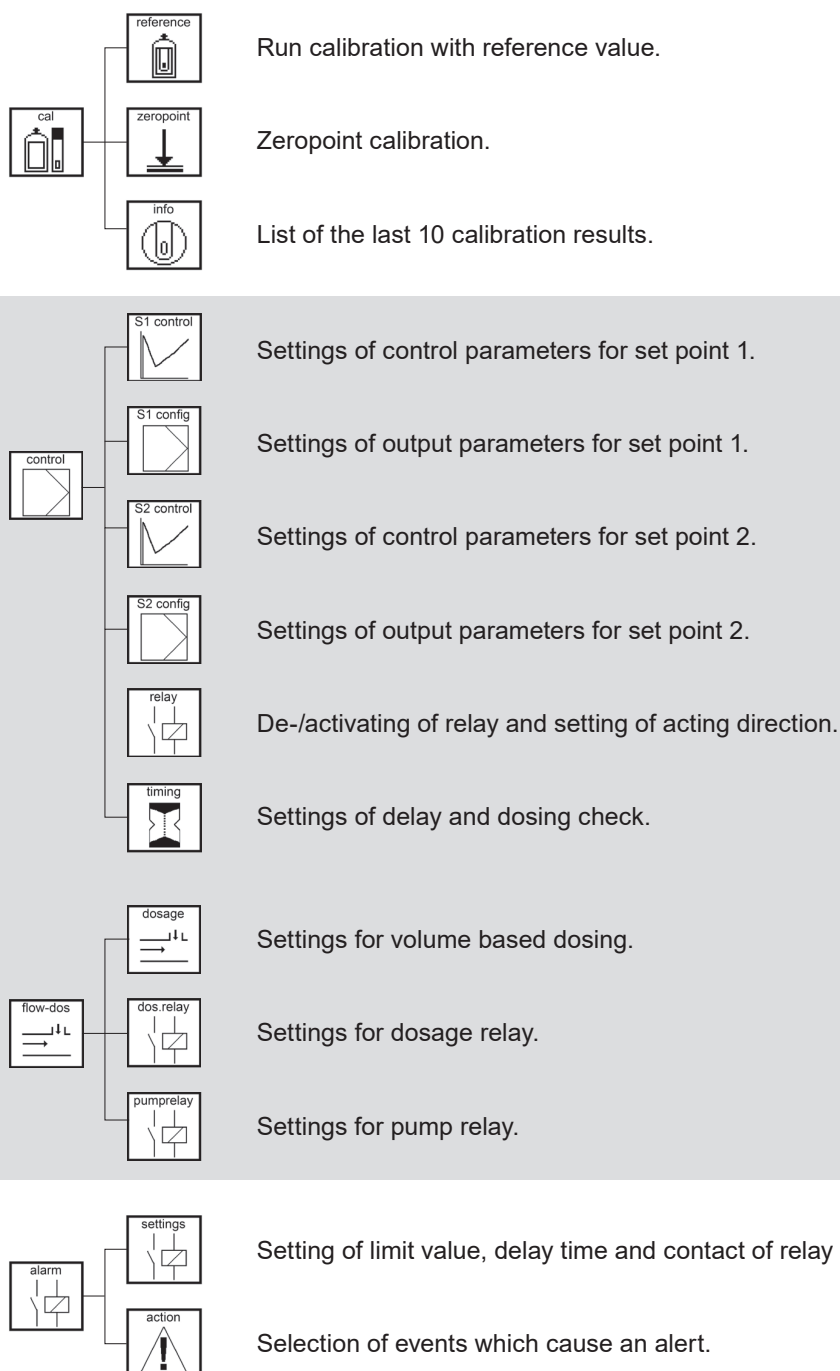 reference
Run calibration with reference value.
cal
zeropoint
Zeropoint calibration.
info
List of the last 10 calibration results.
S1 control
Settings of control parameters for set point 1.
S1 config
Settings of output parameters for set point 1.
control
S2 control
Settings of control parameters for set point 2.
S2 config
Settings of output parameters for set point 2.
relay
De-/activating of relay and setting of acting direction.
timing
Settings of delay and dosing check.
dosage
Settings for volume based dosing.
flow-dos
dos.relay
Settings for dosage relay.
pumprelay
Settings for pump relay.
settings
Setting of limit value, delay time and contact of relay
alarm
action
Selection of events which cause an alert.